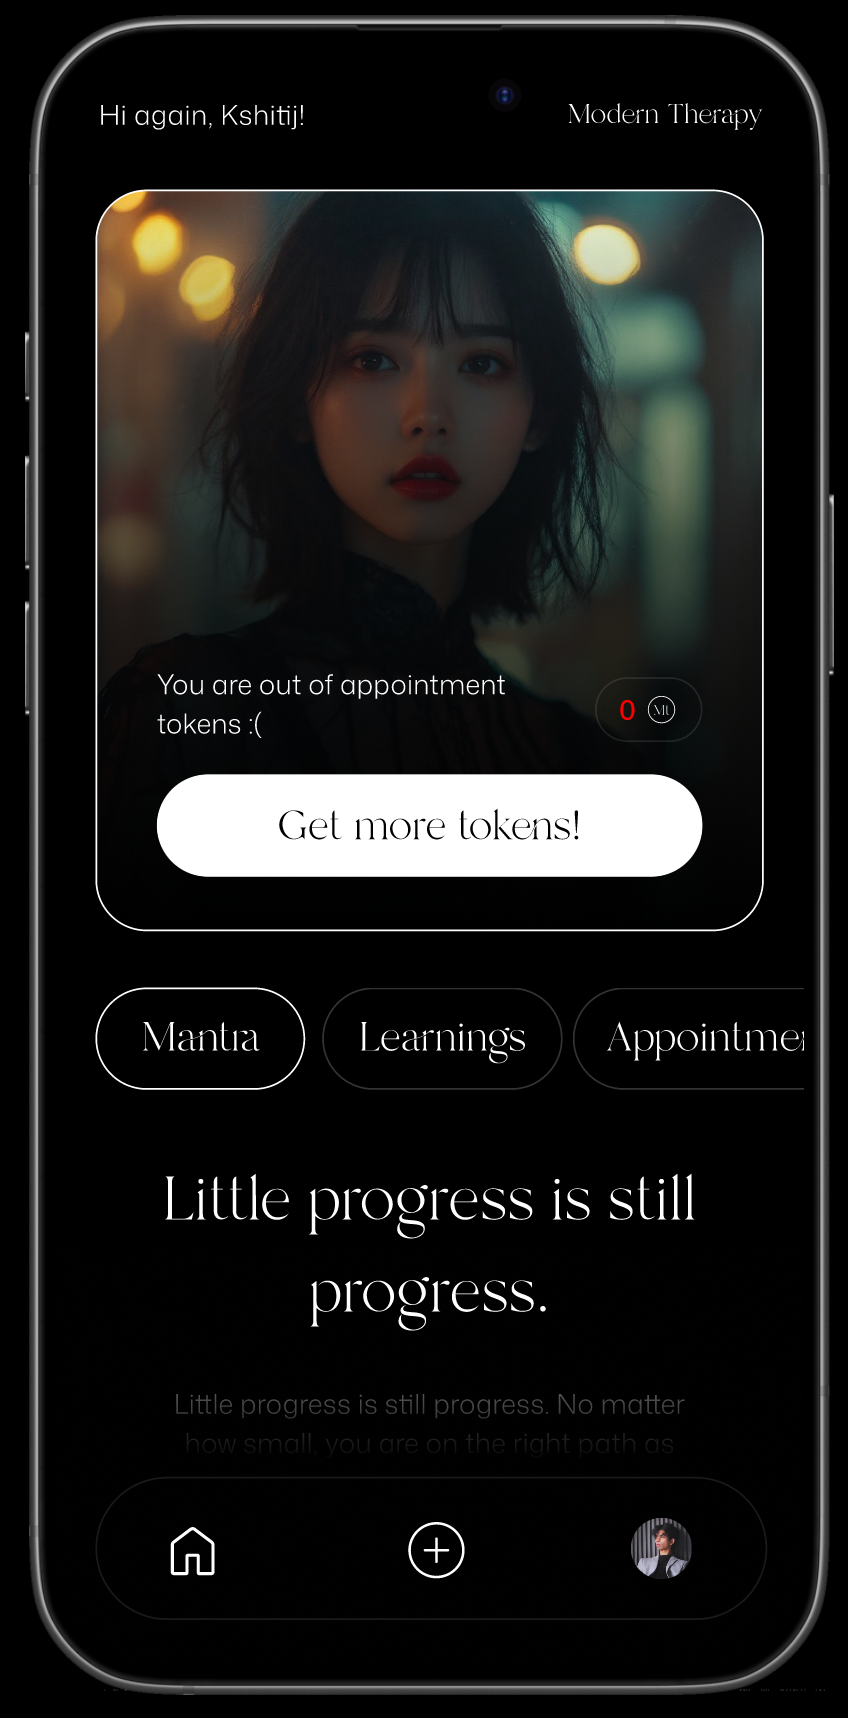 Hi again, Kshitij!
Modern Therapy
You are out of appointment
tokens :(
0 Mt
Get more tokens!
Mantra
Learnings
Appointme
Little progress is still
progress.
Little progress is still progress. No matter
how small, you are on the right path as